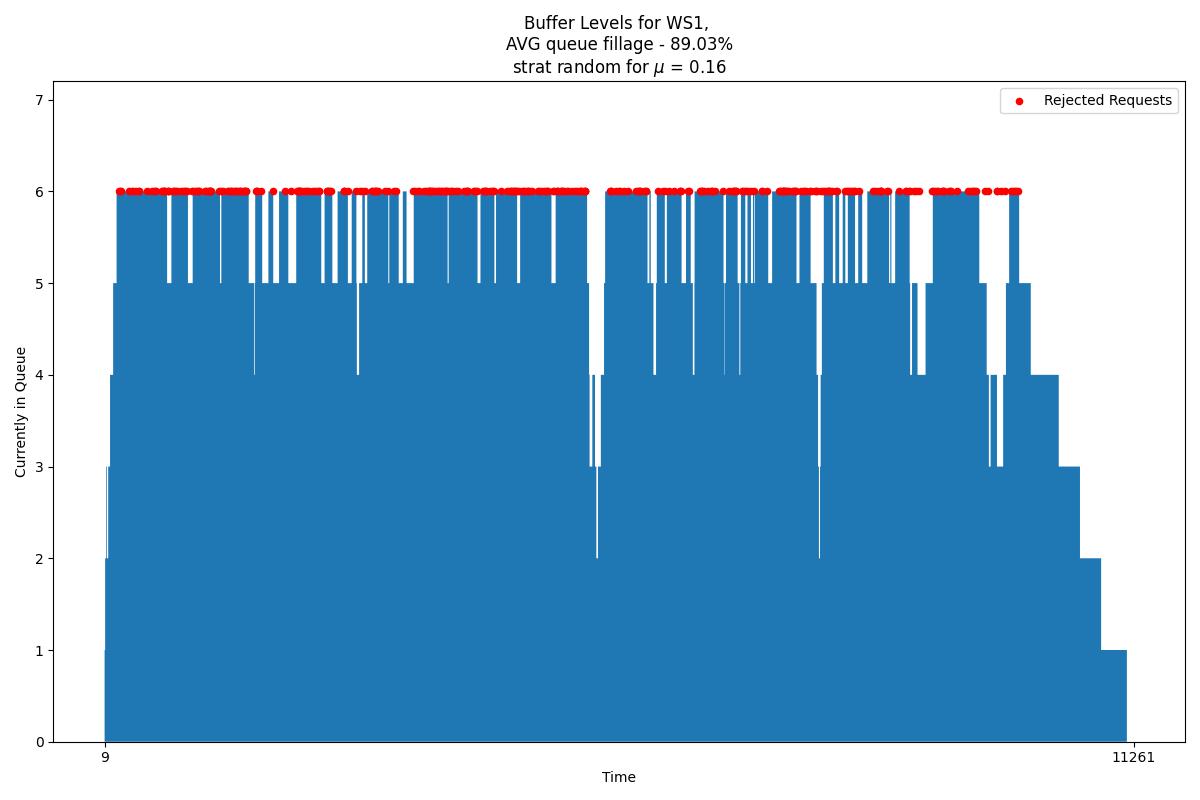 Buffer Levels for WS1,
AVG queue fillage - 89.03%
strat random for μ = 0.16
Rejected Requests
Currently in Queue
7
6
5
4
3
2
1
0
9
11261
Time